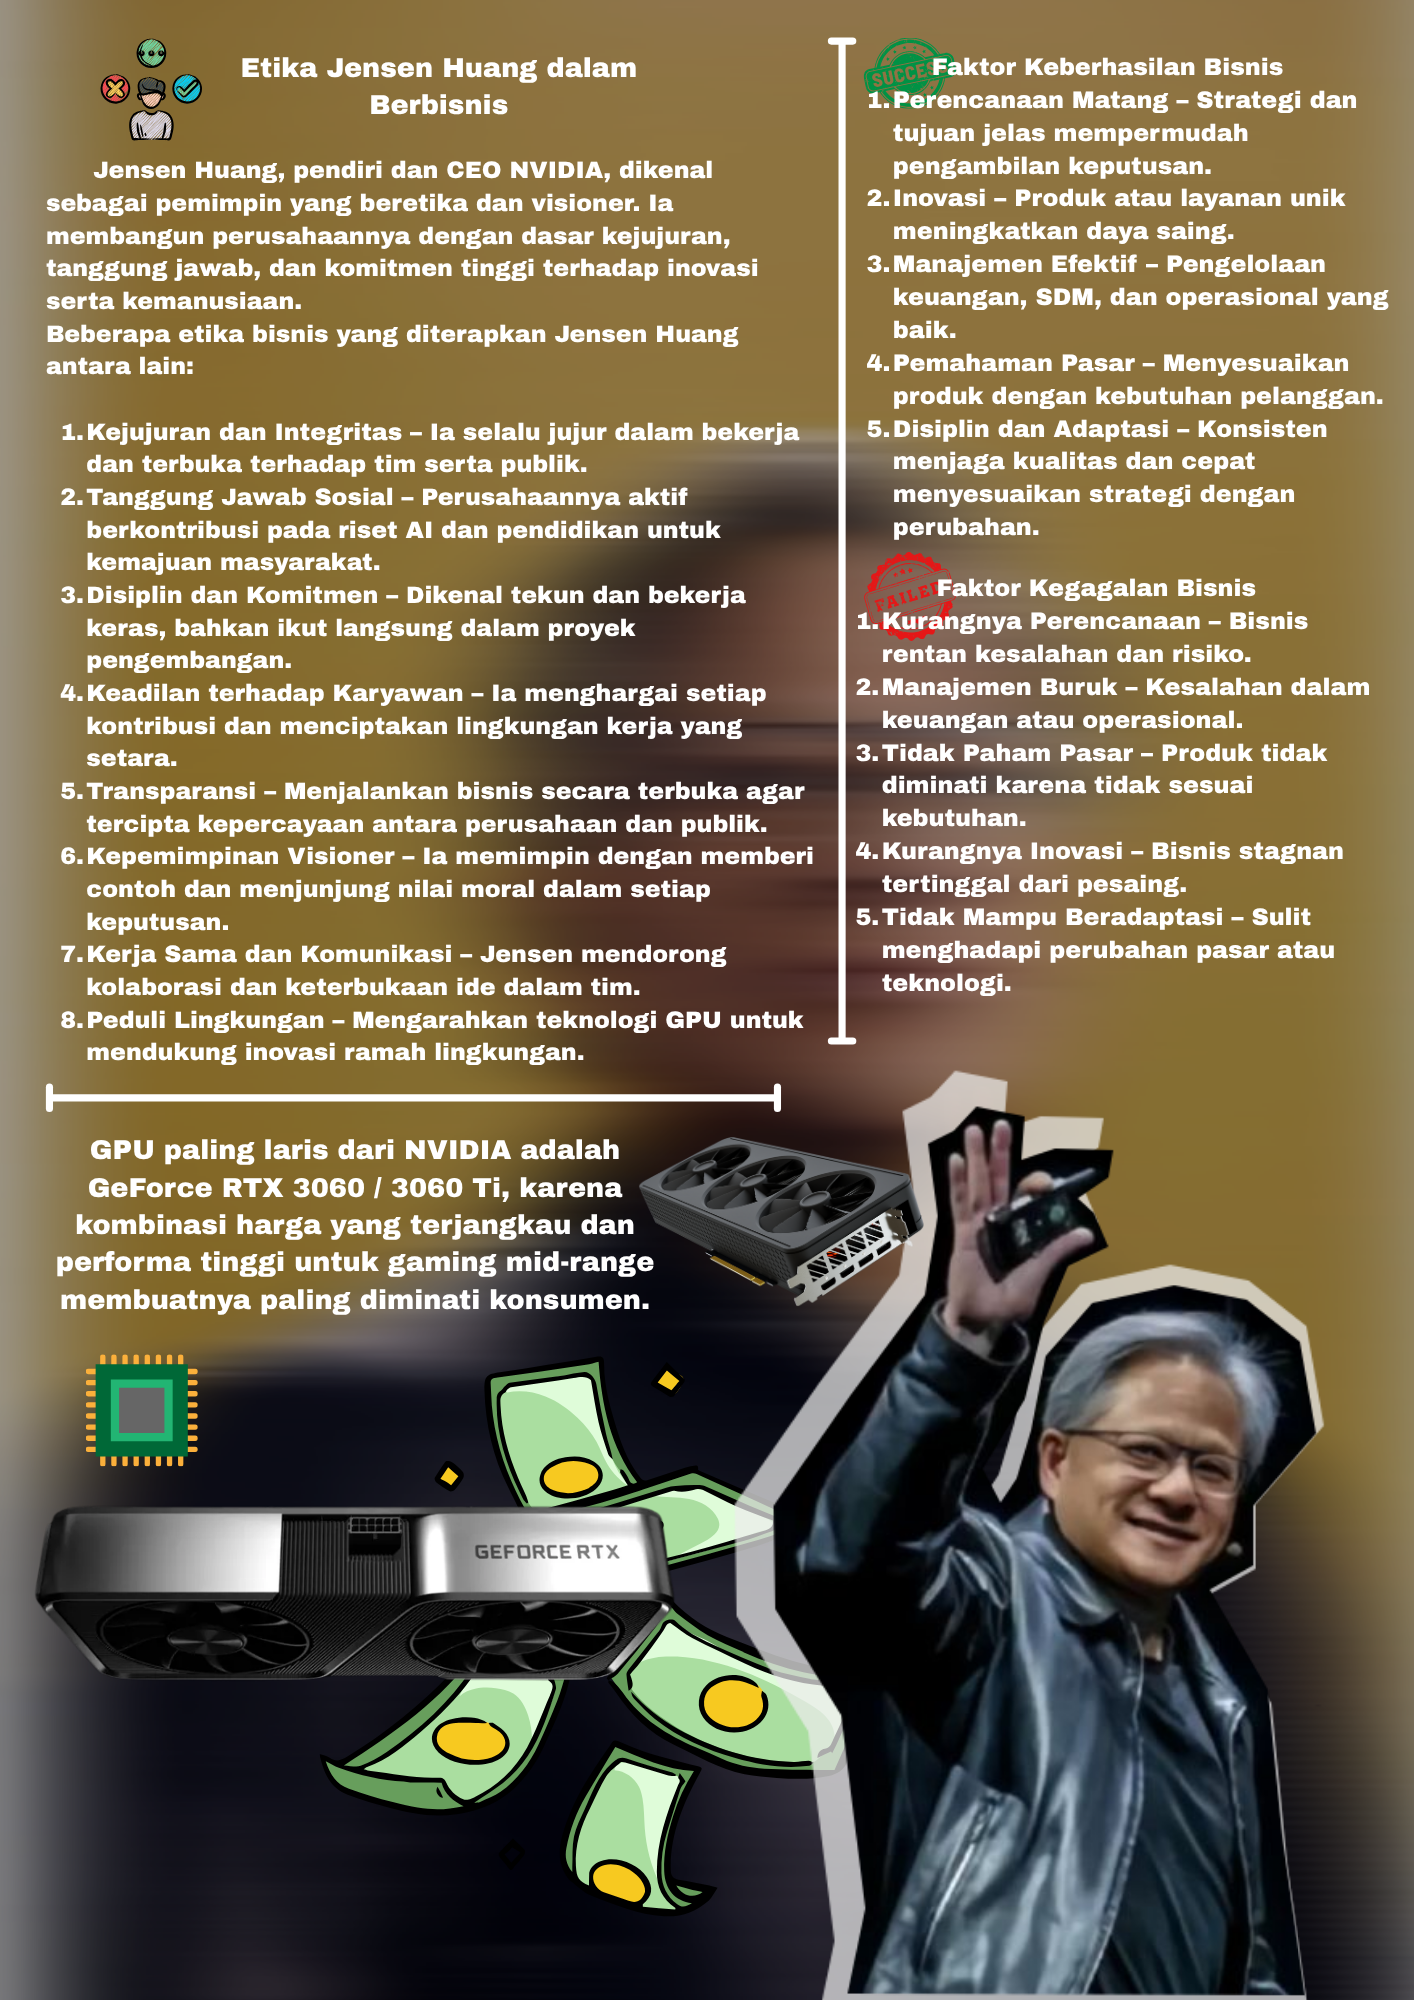 Etika Jensen Huang dalam
Berbisnis
Jensen Huang, pendiri dan CEO NVIDIA, dikenal
sebagai pemimpin yang beretika dan visioner. Ia
membangun perusahaannya dengan dasar kejujuran,
tanggung jawab, dan komitmen tinggi terhadap inovasi
serta kemanusiaan.
Beberapa etika bisnis yang diterapkan Jensen Huang
antara lain:
1. Kejujuran dan Integritas – Ia selalu jujur dalam bekerja
dan terbuka terhadap tim serta publik.
2. Tanggung Jawab Sosial – Perusahaannya aktif
berkontribusi pada riset AI dan pendidikan untuk
kemajuan masyarakat.
3. Disiplin dan Komitmen – Dikenal tekun dan bekerja
keras, bahkan ikut langsung dalam proyek
pengembangan.
4. Keadilan terhadap Karyawan – Ia menghargai setiap
kontribusi dan menciptakan lingkungan kerja yang
setara.
5. Transparansi – Menjalankan bisnis secara terbuka agar
tercipta kepercayaan antara perusahaan dan publik.
6. Kepemimpinan Visioner – Ia memimpin dengan memberi
contoh dan menjunjung nilai moral dalam setiap
keputusan.
7. Kerja Sama dan Komunikasi – Jensen mendorong
kolaborasi dan keterbukaan ide dalam tim.
8. Peduli Lingkungan – Mengarahkan teknologi GPU untuk
mendukung inovasi ramah lingkungan.
SUCCESS
Faktor Keberhasilan Bisnis
1. Perencanaan Matang – Strategi dan
tujuan jelas mempermudah
pengambilan keputusan.
2. Inovasi – Produk atau layanan unik
meningkatkan daya saing.
3. Manajemen Efektif – Pengelolaan
keuangan, SDM, dan operasional yang
baik.
4. Pemahaman Pasar – Menyesuaikan
produk dengan kebutuhan pelanggan.
5. Disiplin dan Adaptasi – Konsisten
menjaga kualitas dan cepat
menyesuaikan strategi dengan
perubahan.
FAILED
Faktor Kegagalan Bisnis
1. Kurangnya Perencanaan – Bisnis
rentan kesalahan dan risiko.
2. Manajemen Buruk – Kesalahan dalam
keuangan atau operasional.
3. Tidak Paham Pasar – Produk tidak
diminati karena tidak sesuai
kebutuhan.
4. Kurangnya Inovasi – Bisnis stagnan
tertinggal dari pesaing.
5. Tidak Mampu Beradaptasi – Sulit
menghadapi perubahan pasar atau
teknologi.
GPU paling laris dari NVIDIA adalah
GeForce RTX 3060 / 3060 Ti, karena
kombinasi harga yang terjangkau dan
performa tinggi untuk gaming mid-range
membuatnya paling diminati konsumen.
GEFORCE RTX